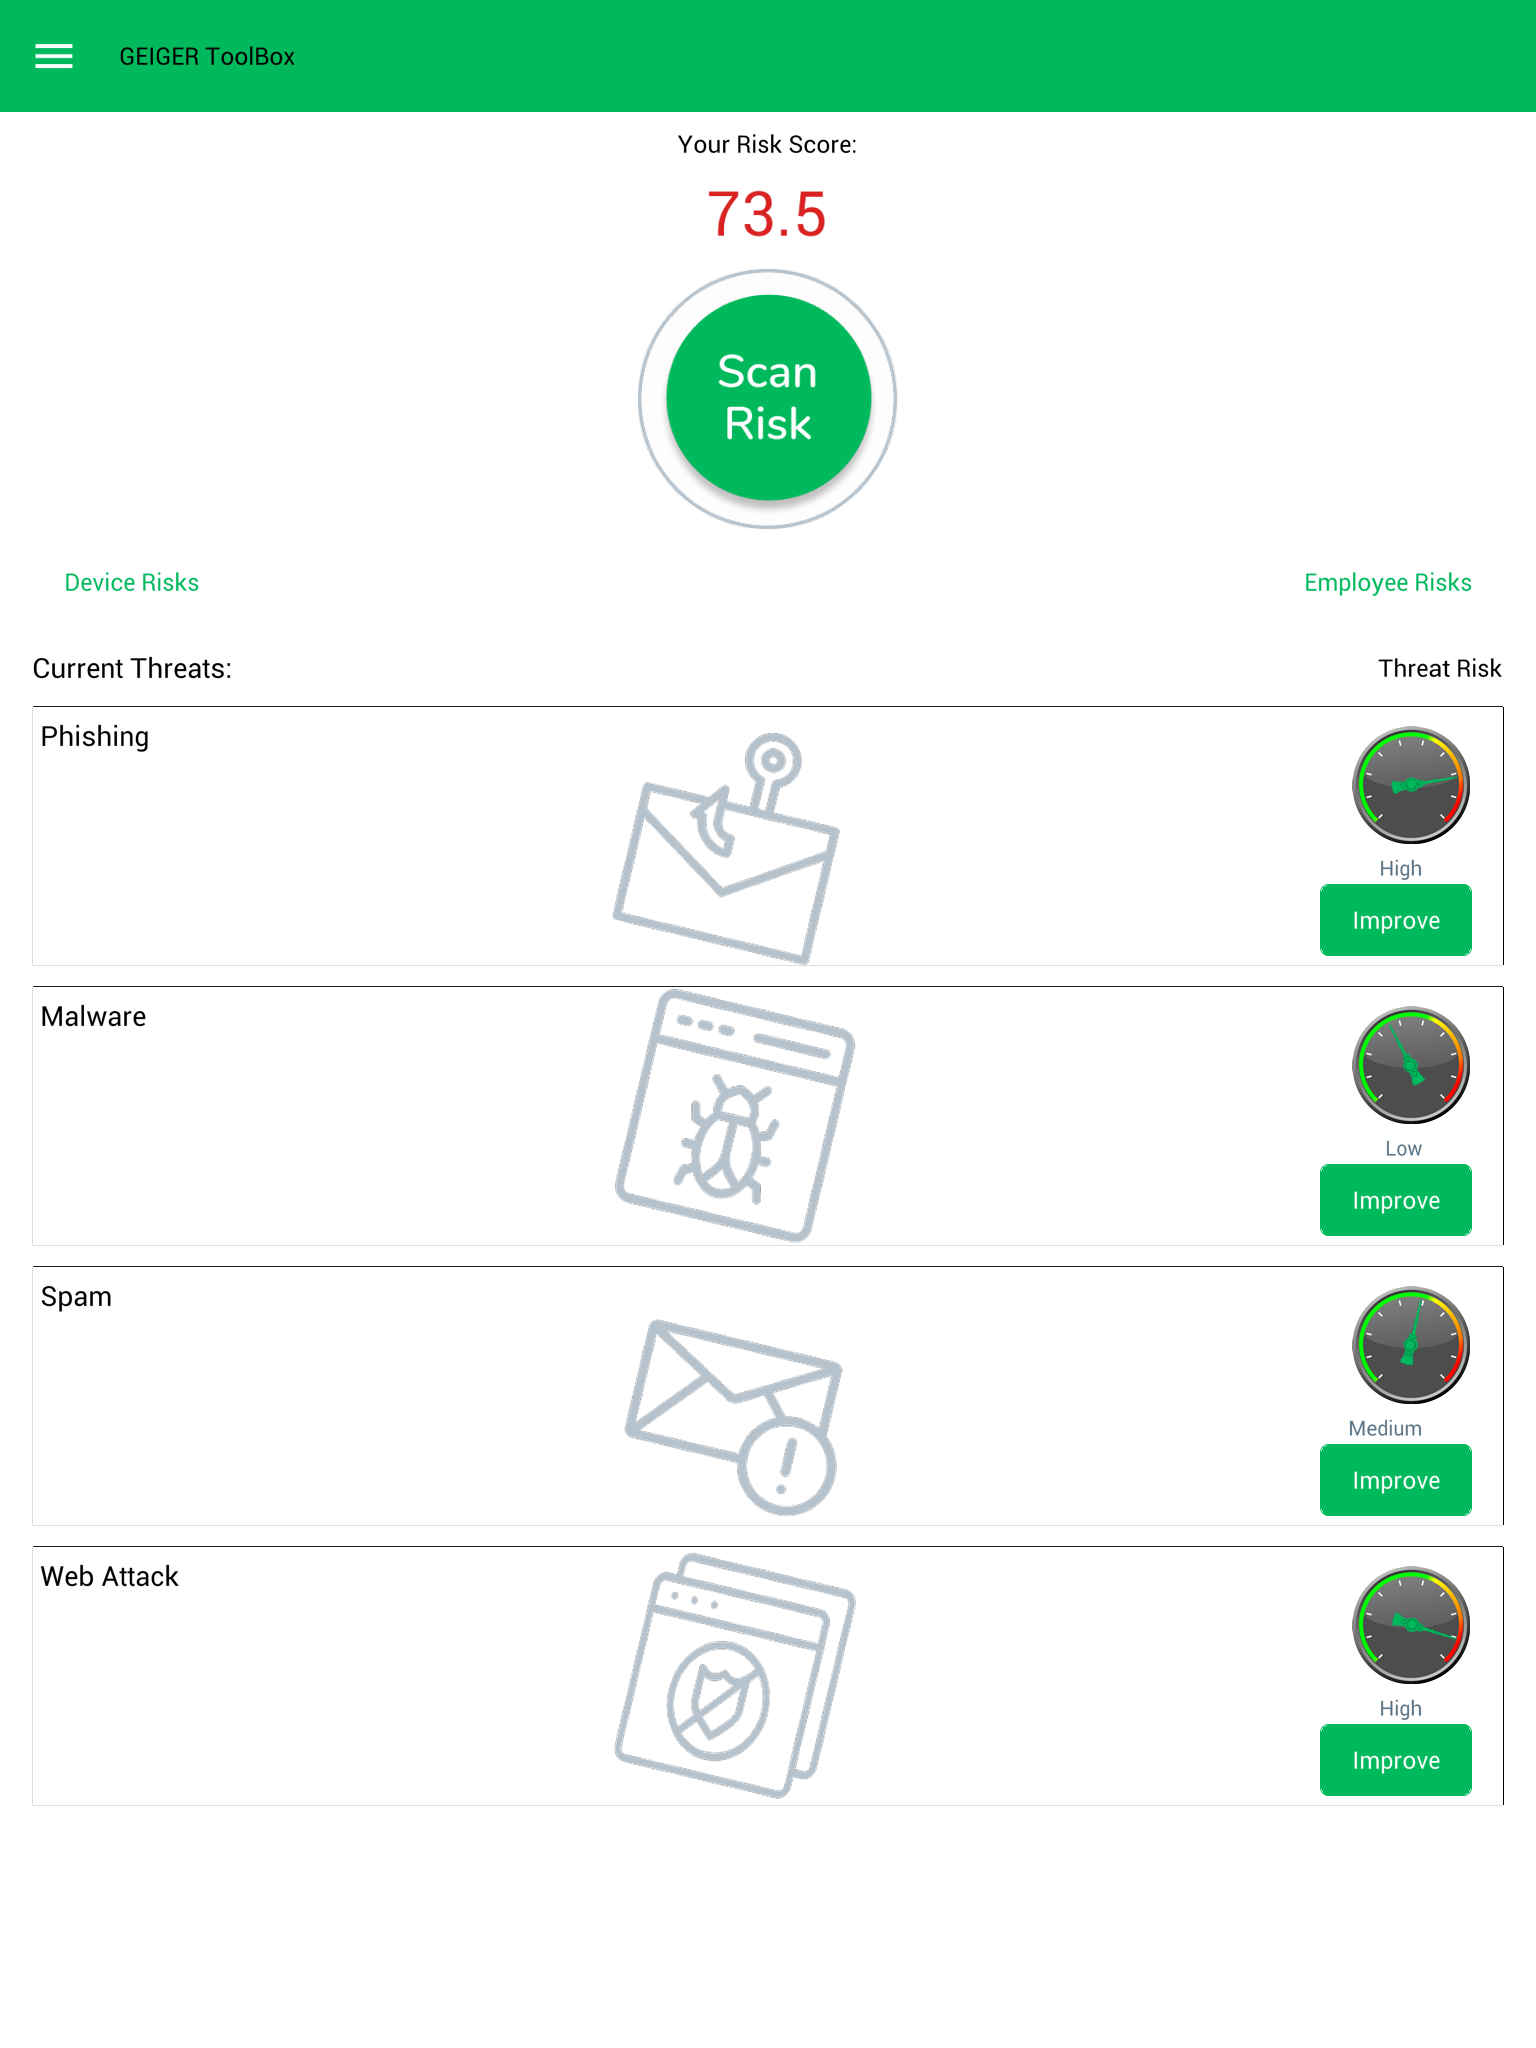 GEIGER ToolBox
Your Risk Score:
73.5
Scan
Risk
Device Risks
Employee Risks
Current Threats:
Threat Risk
Phishing
High
Improve
Malware
Low
Improve
Spam
Medium
Improve
Web Attack
High
Improve